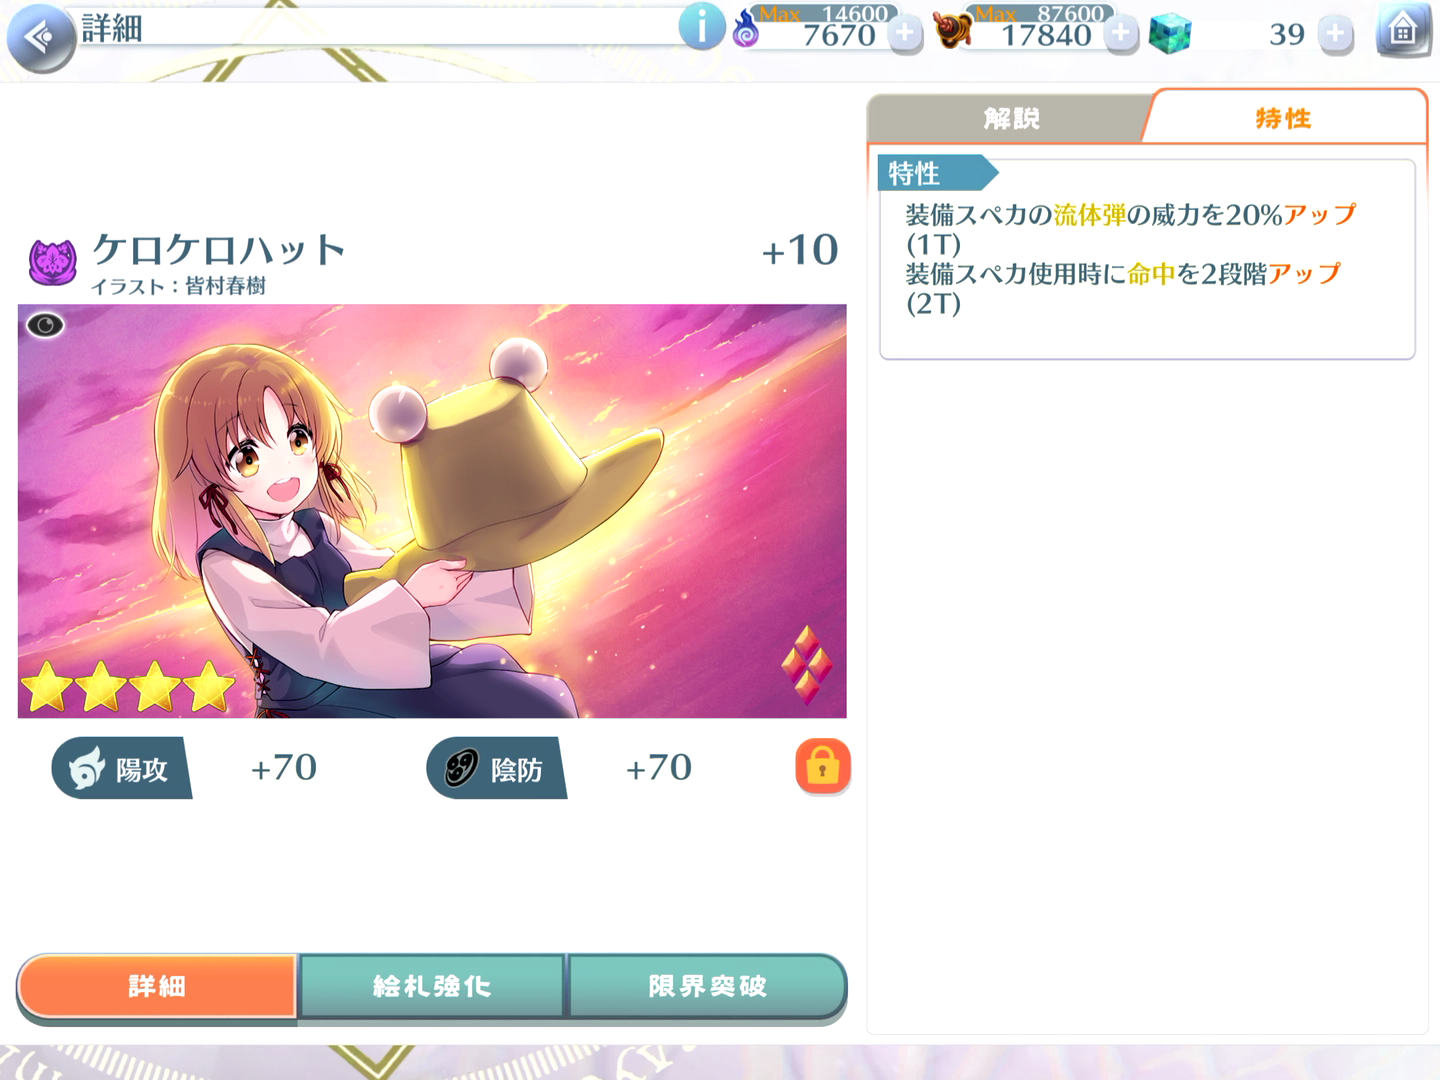 詳細
i
Max 14600
7670
Max 87600
17840
39
解説
特性
特性
装備スペカの流体弾の威力を20%アップ
(1T)
装備スペカ使用時に命中を2段階アップ
(2T)
ケロケロハット
+10
イラスト：皆村春樹
陽攻
+70
陰防
+70
詳細
絵札強化
限界突破